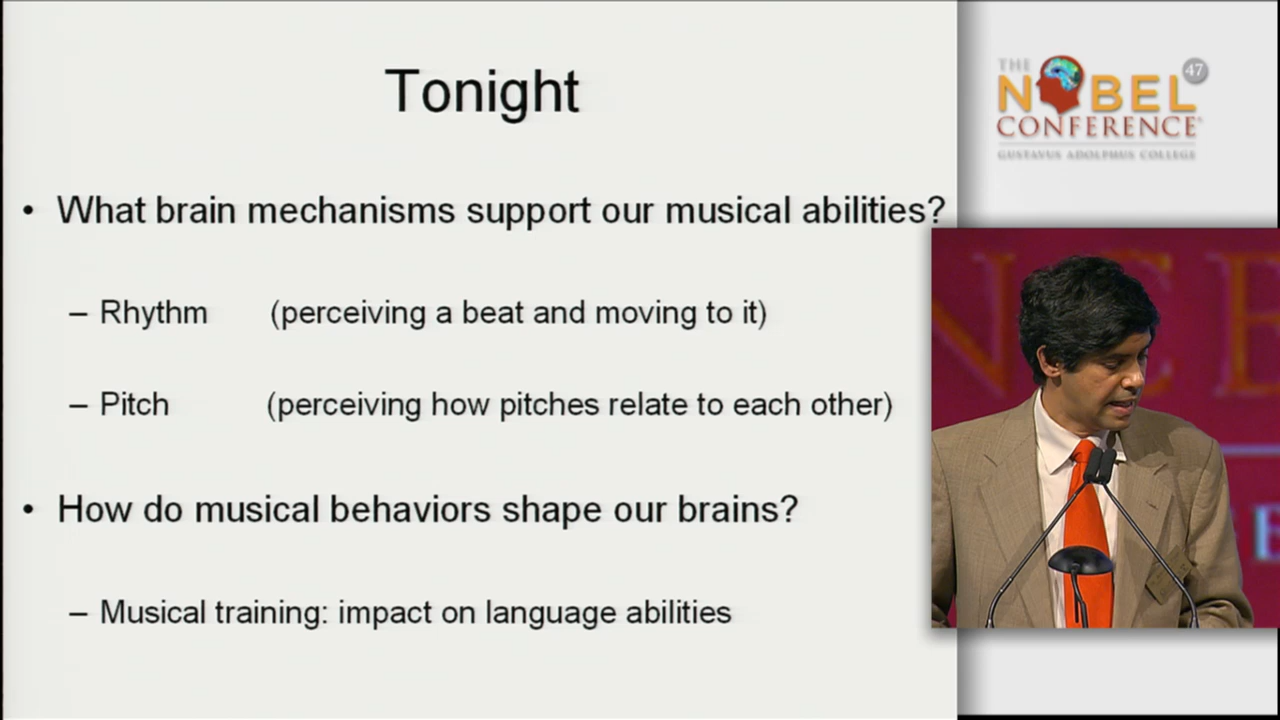 Tonight
• What brain mechanisms support our musical abilities?
– Rhythm (perceiving a beat and moving to it)
– Pitch (perceiving how pitches relate to each other)
• How do musical behaviors shape our brains?
– Musical training: impact on language abilities
THE
NOBEL
47
CONFERENCE
GUSTAVUS ADOLPHUS COLLEGE